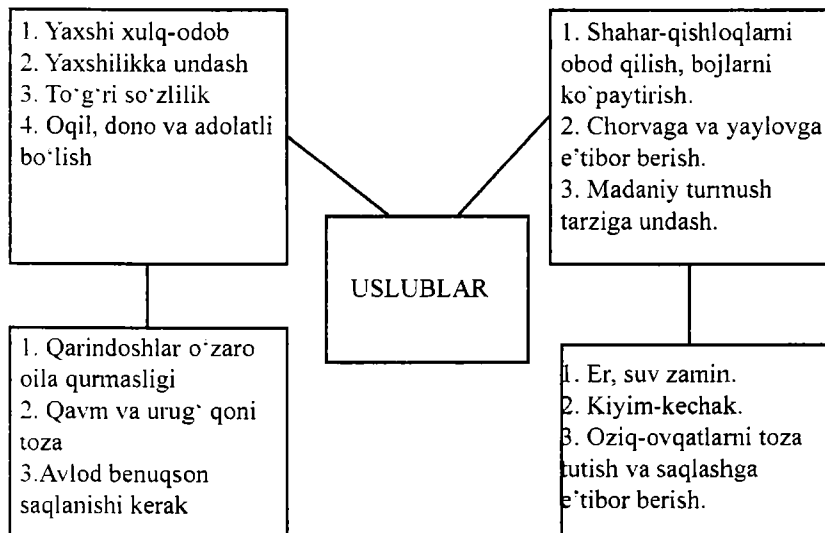 1. Yaxshi xulq-odob
2. Yaxshilikka undash
3. To‘g‘ri so‘zlilik
4. Oqil, dono va adolatli
bo‘lish
1. Shahar-qishloqlarni
obod qilish, bojlarni
ko`paytirish.
2. Chorvaga va yaylovga
e’tibor berish.
3. Madaniy turmush
tarziga undash.
USLUBLAR
1. Qarindoshlar o‘zaro
oila qurmasligi
2. Qavm va urug‘ qoni
toza
3.Avlod benuqson
saqlanishi kerak
1. Er, suv zamin.
2. Kiyim-kechak.
3. Oziq-ovqatlarni toza
tutish va saqlashga
e’tibor berish.